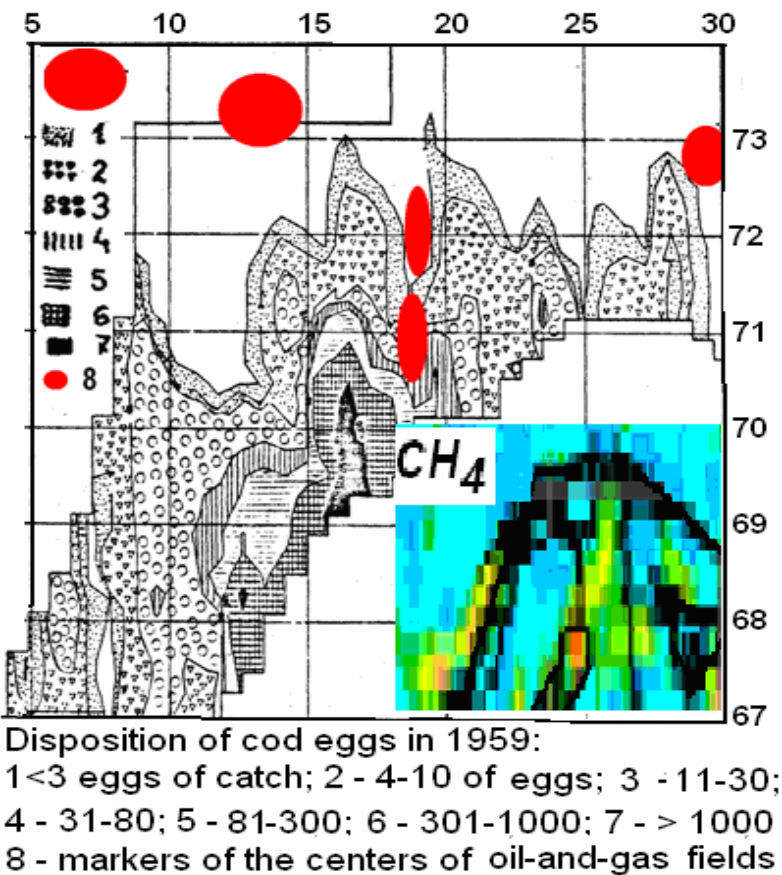 5 10 15 20 25 30
73
1
2
3
72
4
5
6
71
7
8
70
CH4
69
68
67
Disposition of cod eggs in 1959:
1<3 eggs of catch; 2 - 4-10 of eggs; 3 -11-30;
4 - 31-80; 5 - 81-300; 6 - 301-1000; 7 - > 1000
8 - markers of the centers of oil-and-gas fields